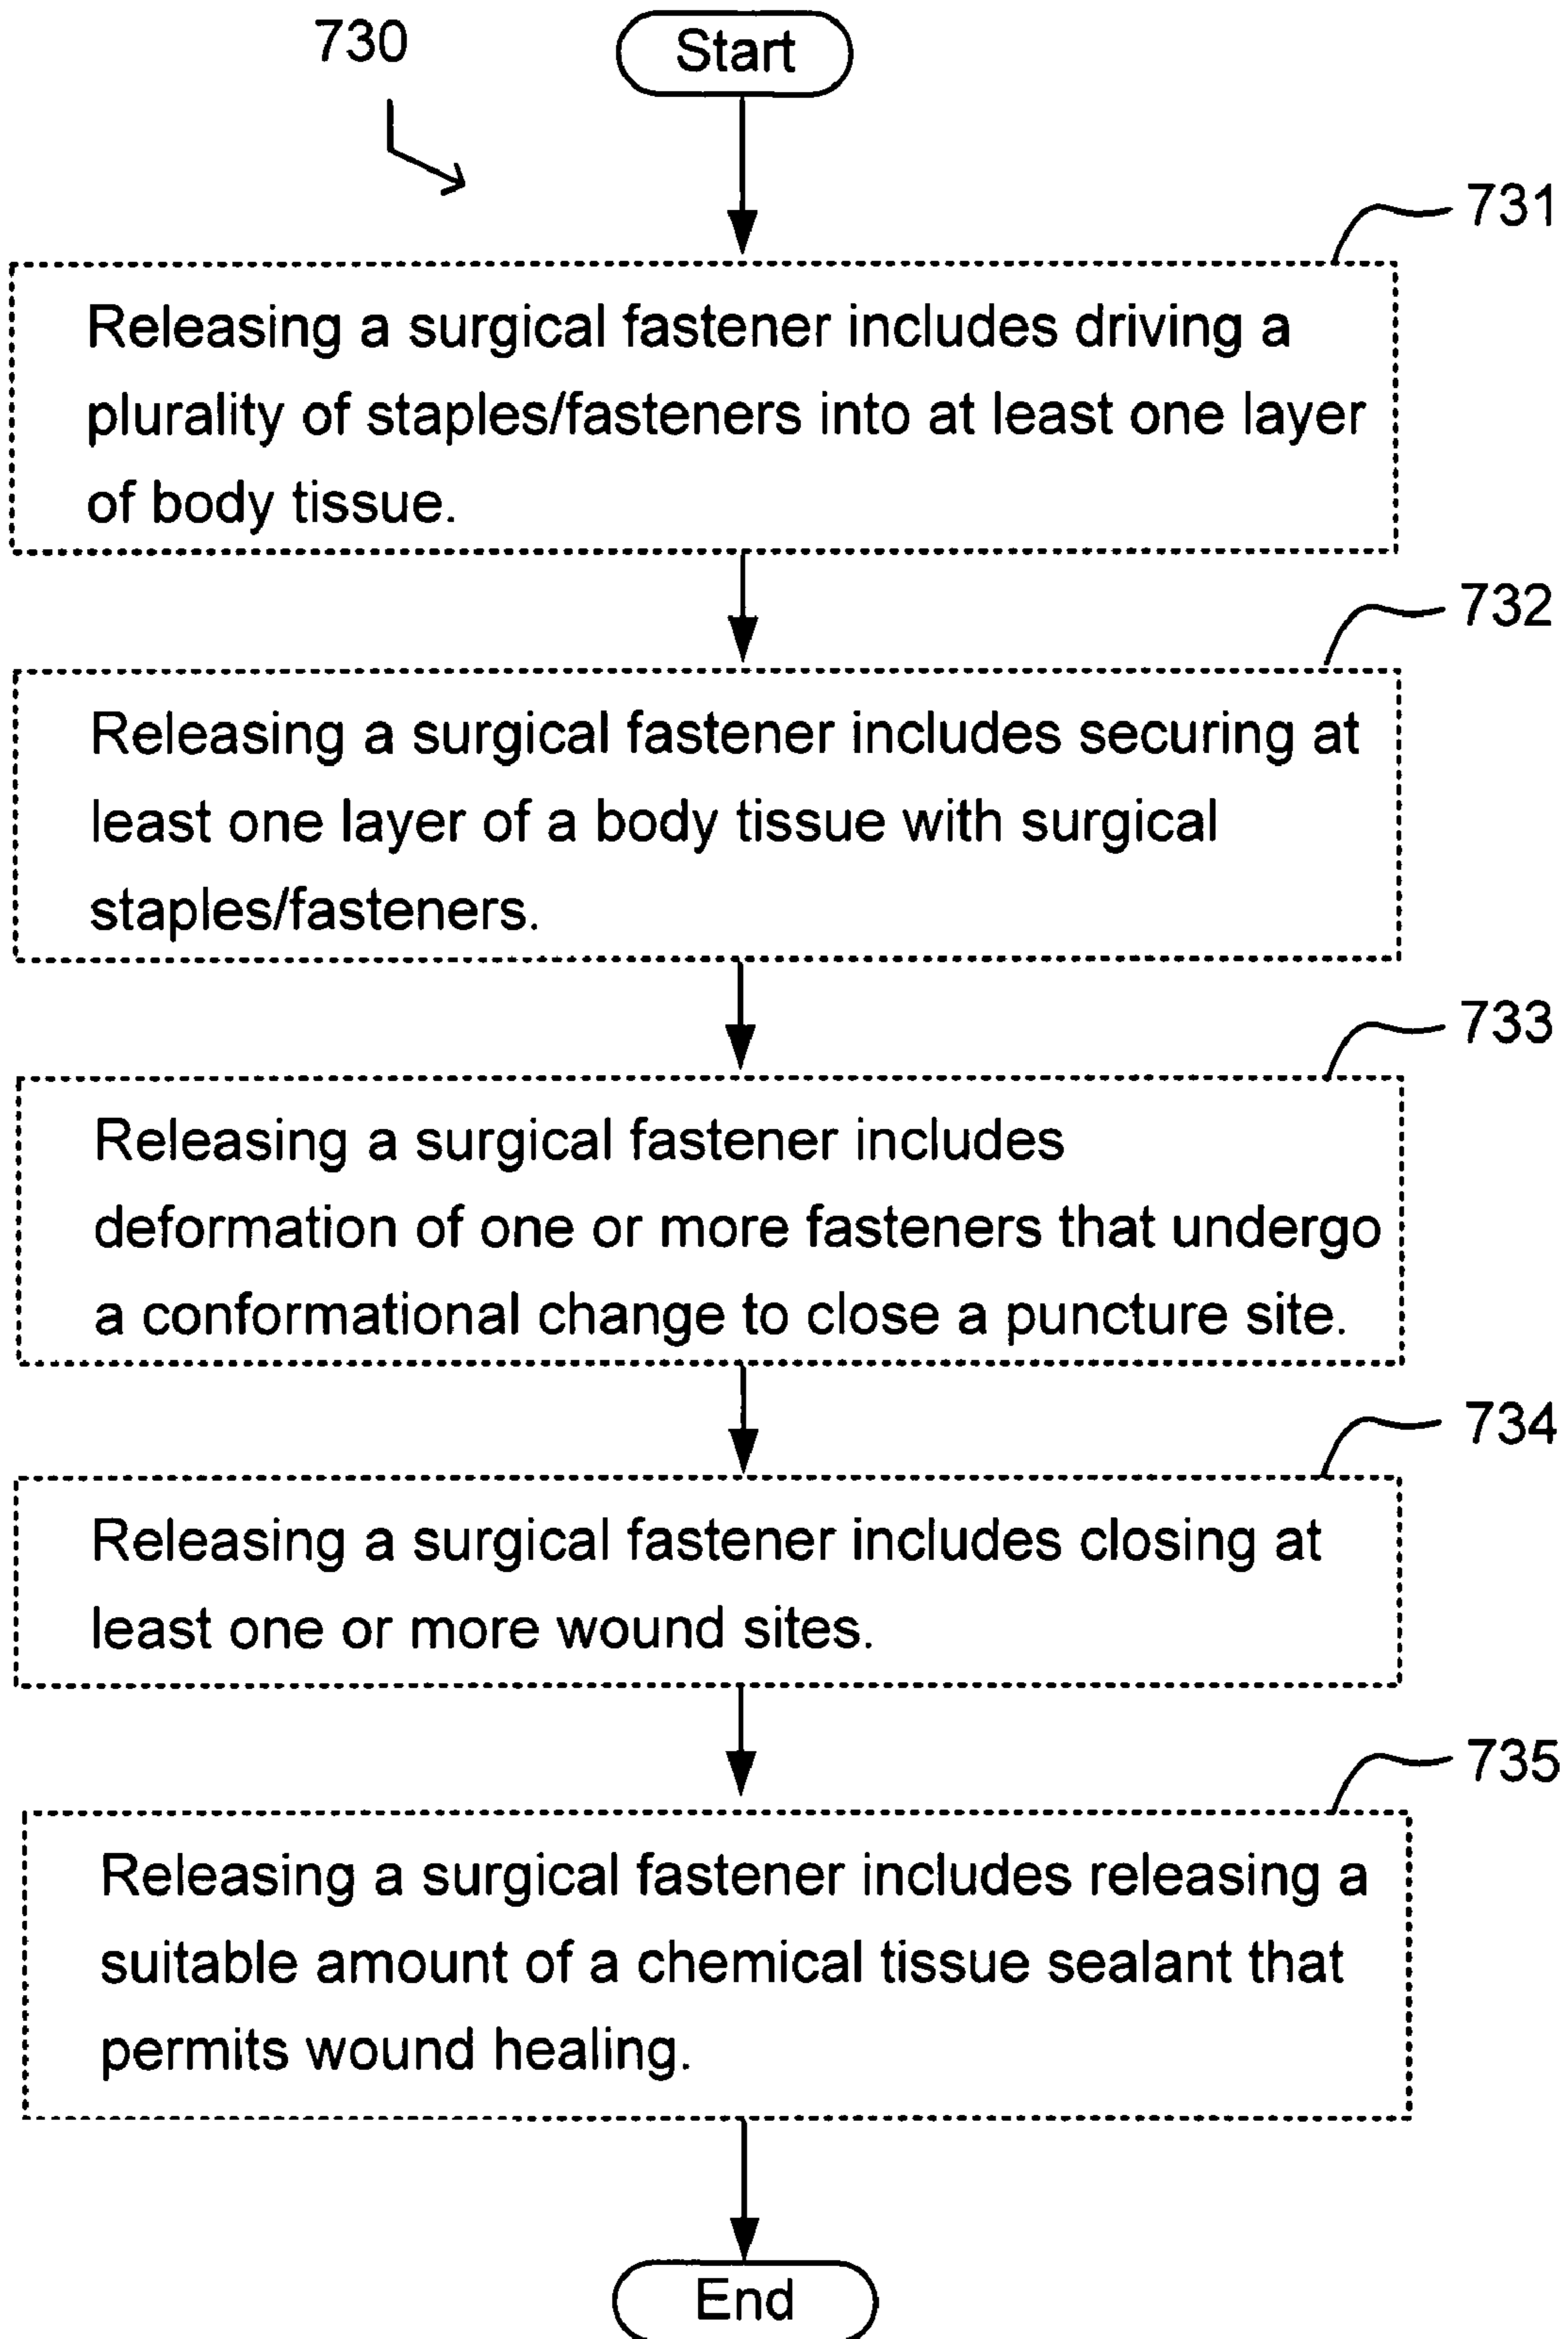 730
Start
731
Releasing a surgical fastener includes driving a
plurality of staples/fasteners into at least one layer
of body tissue.
732
Releasing a surgical fastener includes securing at
least one layer of a body tissue with surgical
staples/fasteners.
733
Releasing a surgical fastener includes
deformation of one or more fasteners that undergo
a conformational change to close a puncture site.
734
Releasing a surgical fastener includes closing at
least one or more wound sites.
735
Releasing a surgical fastener includes releasing a
suitable amount of a chemical tissue sealant that
permits wound healing.
End